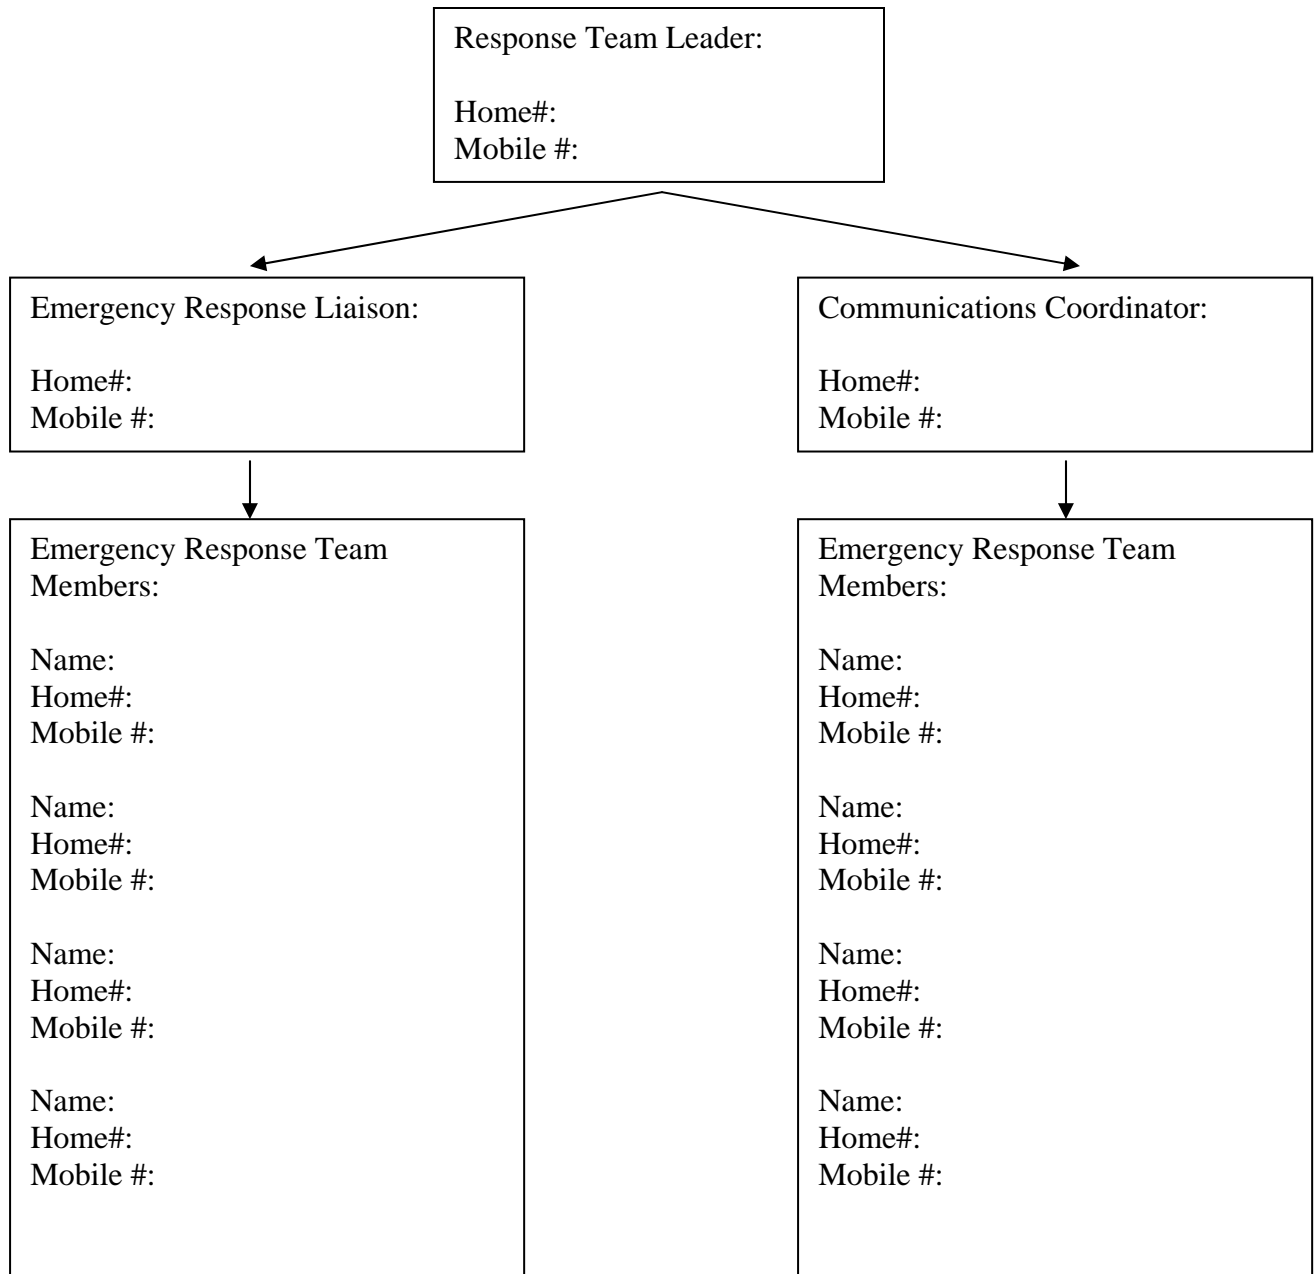 Response Team Leader:
Home#:
Mobile #:
Emergency Response Liaison:
Home#:
Mobile #:
Communications Coordinator:
Home#:
Mobile #:
Emergency Response Team
Members:
Name:
Home#:
Mobile #:
Name:
Home#:
Mobile #:
Name:
Home#:
Mobile #:
Name:
Home#:
Mobile #:
Emergency Response Team
Members:
Name:
Home#:
Mobile #:
Name:
Home#:
Mobile #:
Name:
Home#:
Mobile #:
Name:
Home#:
Mobile #: